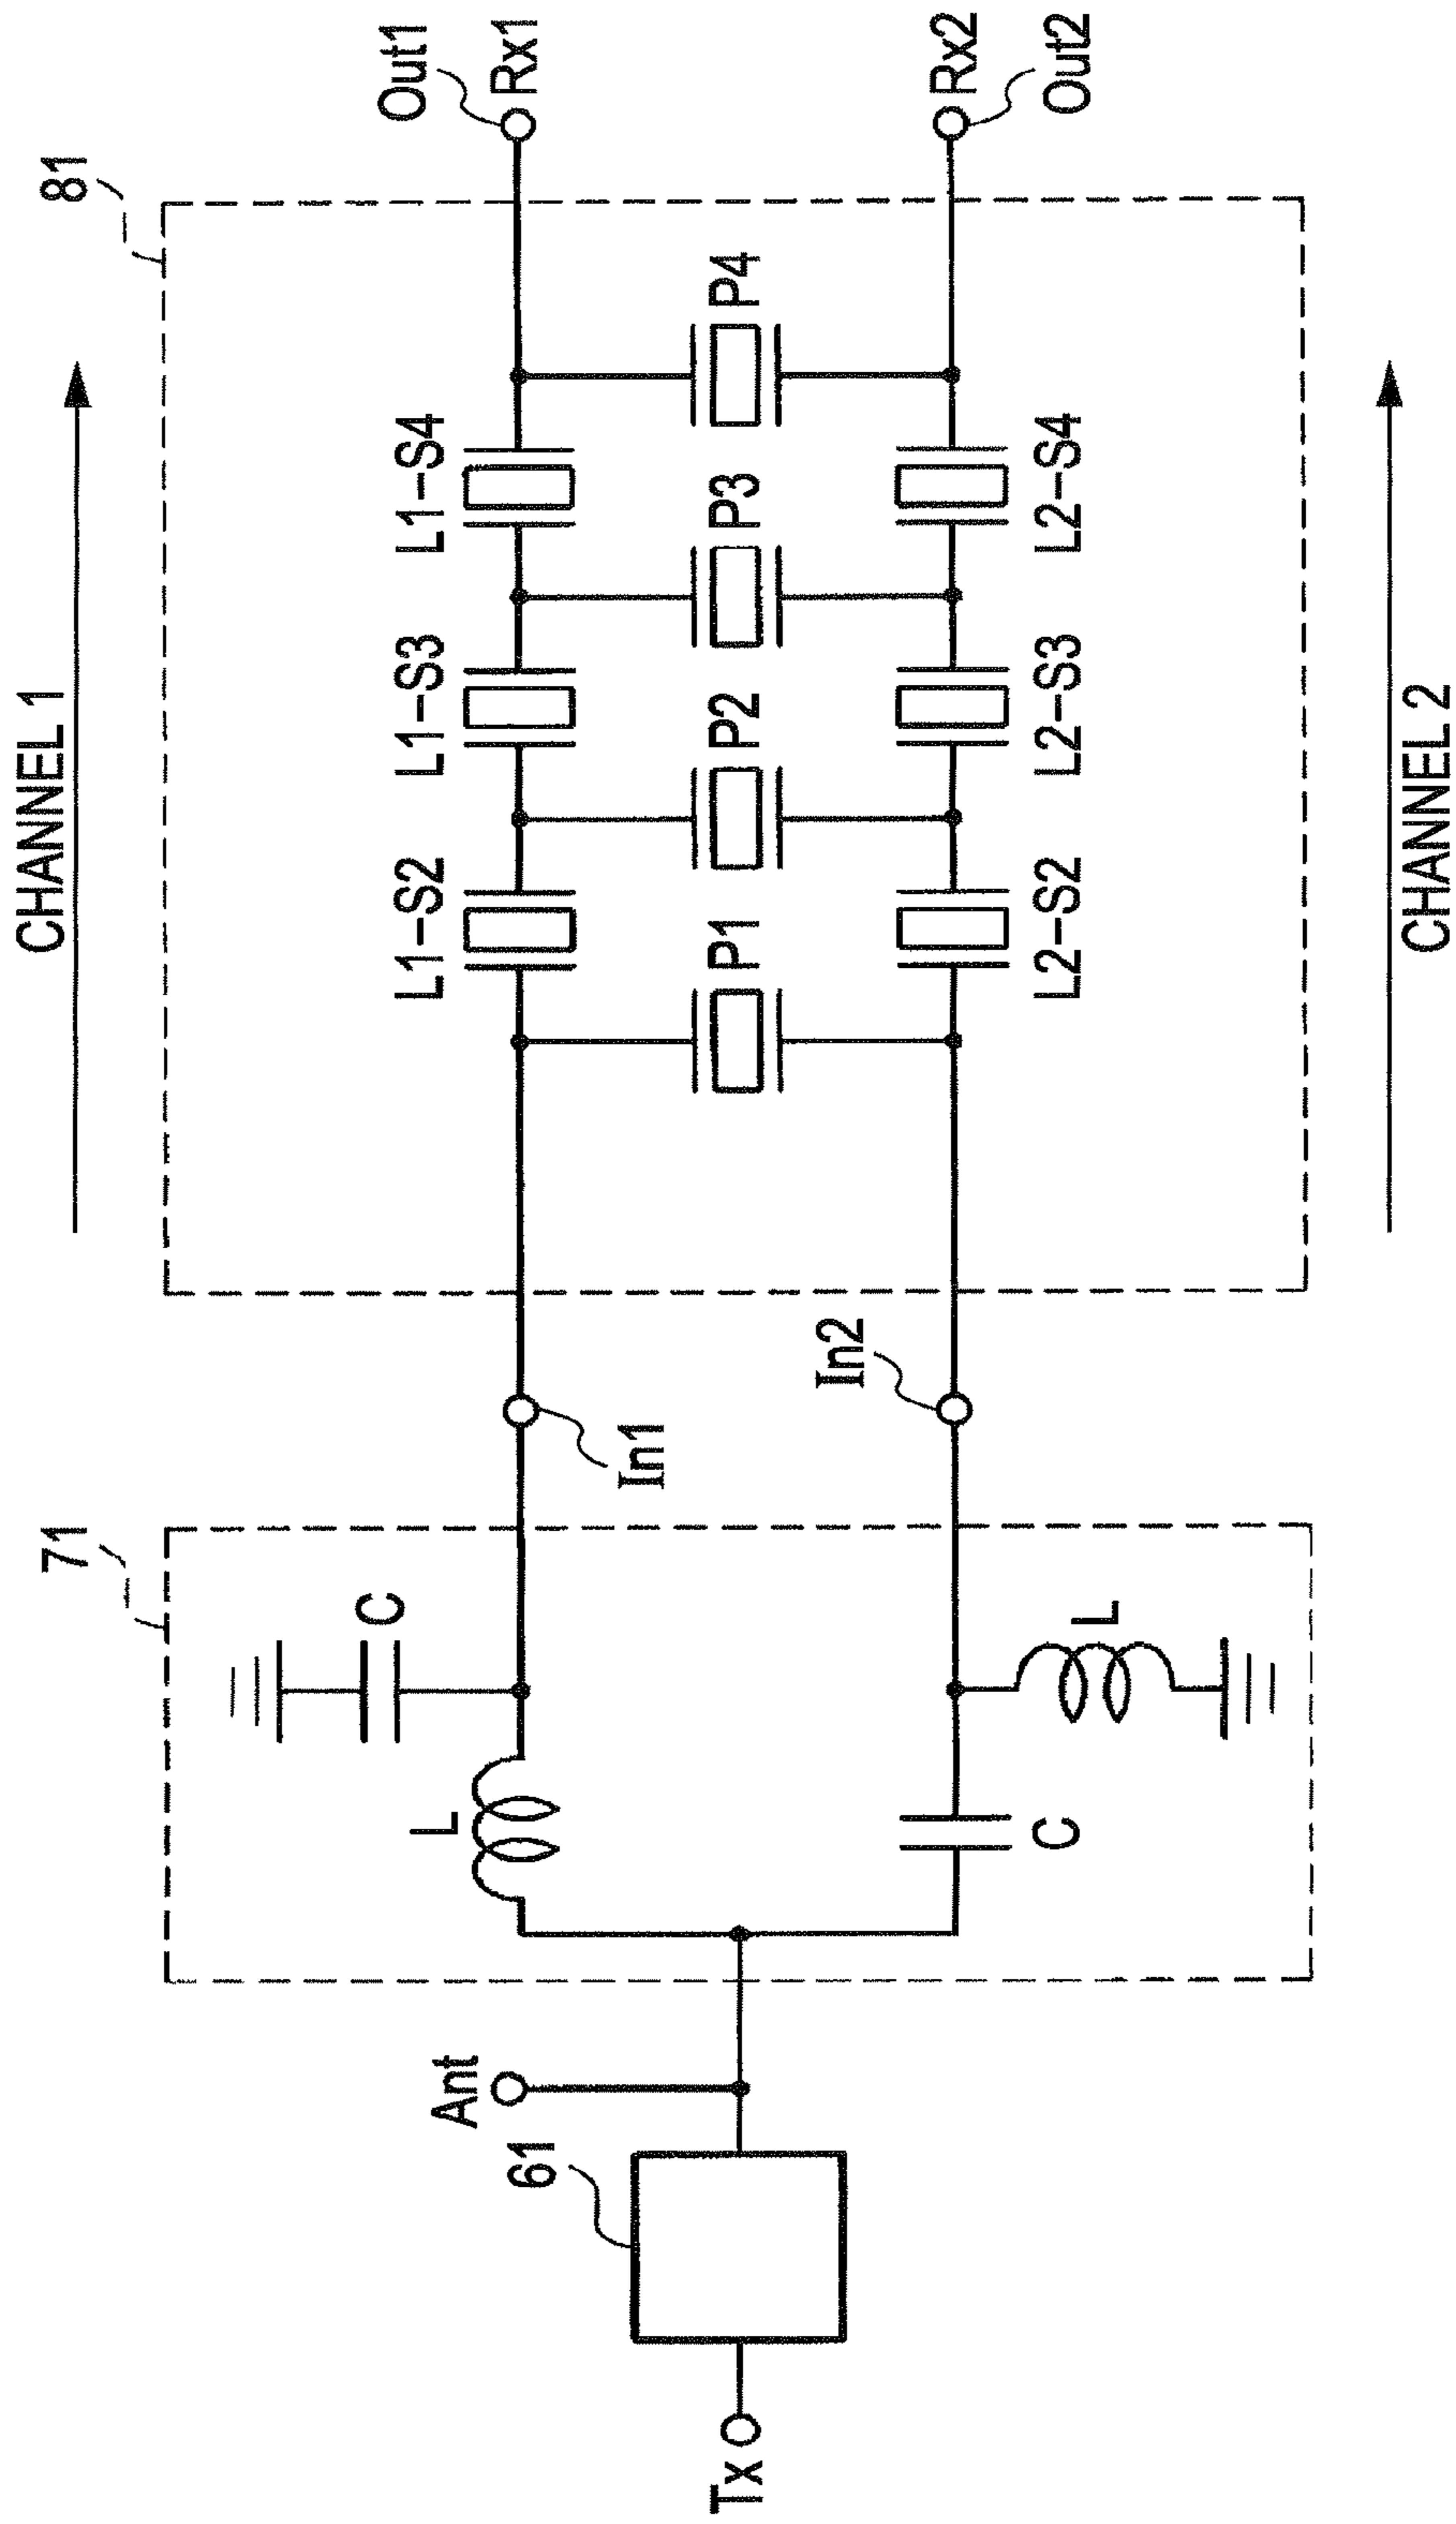 CHANNEL 1
71
81
Out1
Rx1
C
L
L1–S2
L1–S3
L1–S4
Ant
61
Tx
In1
In2
P1
P2
P3
P4
C
L
L2–S2
L2–S3
L2–S4
Rx2
Out2
CHANNEL 2